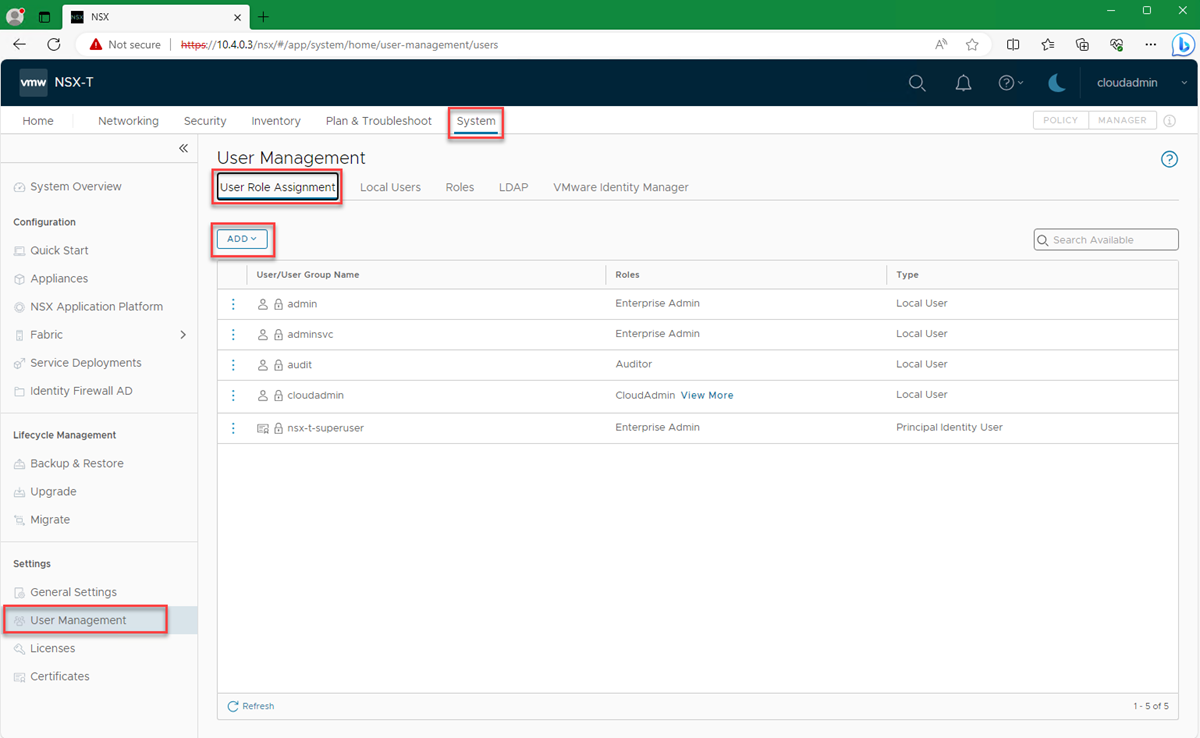 NSX
Not secure https://10.4.0.3/nsx/#/app/system/home/user-management/users
vmw NSX-T cloudadmin
Home Networking Security Inventory Plan & Troubleshoot System POLICY MANAGER
User Management
System Overview
User Role Assignment Local Users Roles LDAP VMware Identity Manager
Configuration
Quick Start
Appliances
NSX Application Platform
Fabric
Service Deployments
Identity Firewall AD
Lifecycle Management
Backup & Restore
Upgrade
Migrate
Settings
General Settings
User Management
Licenses
Certificates
ADD Search Available
User/User Group Name Roles Type
admin Enterprise Admin Local User
adminsvc Enterprise Admin Local User
audit Auditor Local User
cloudadmin CloudAdmin View More Local User
nsx-t-superuser Enterprise Admin Principal Identity User
Refresh 1 - 5 of 5